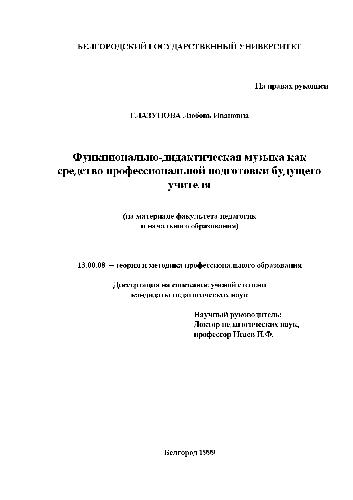 БЕЛГОРОДСКИЙ ГОСУДАРСТВЕННЫЙ УНИВЕРСИТЕТ
На правах рукописи
ГЛАЗУНОВА Любовь Ивановна
Функционально-дидактическая музыка как
средство профессиональной подготовки будущего
учителя
(на материале факультета педагогики
и начального образования)
13.00.08 – теория и методика профессионального образования
Диссертация на соискание ученой степени
кандидата педагогических наук
Научный руководитель:
Доктор педагогических наук,
профессор Исаев И.Ф.
Белгород 1999